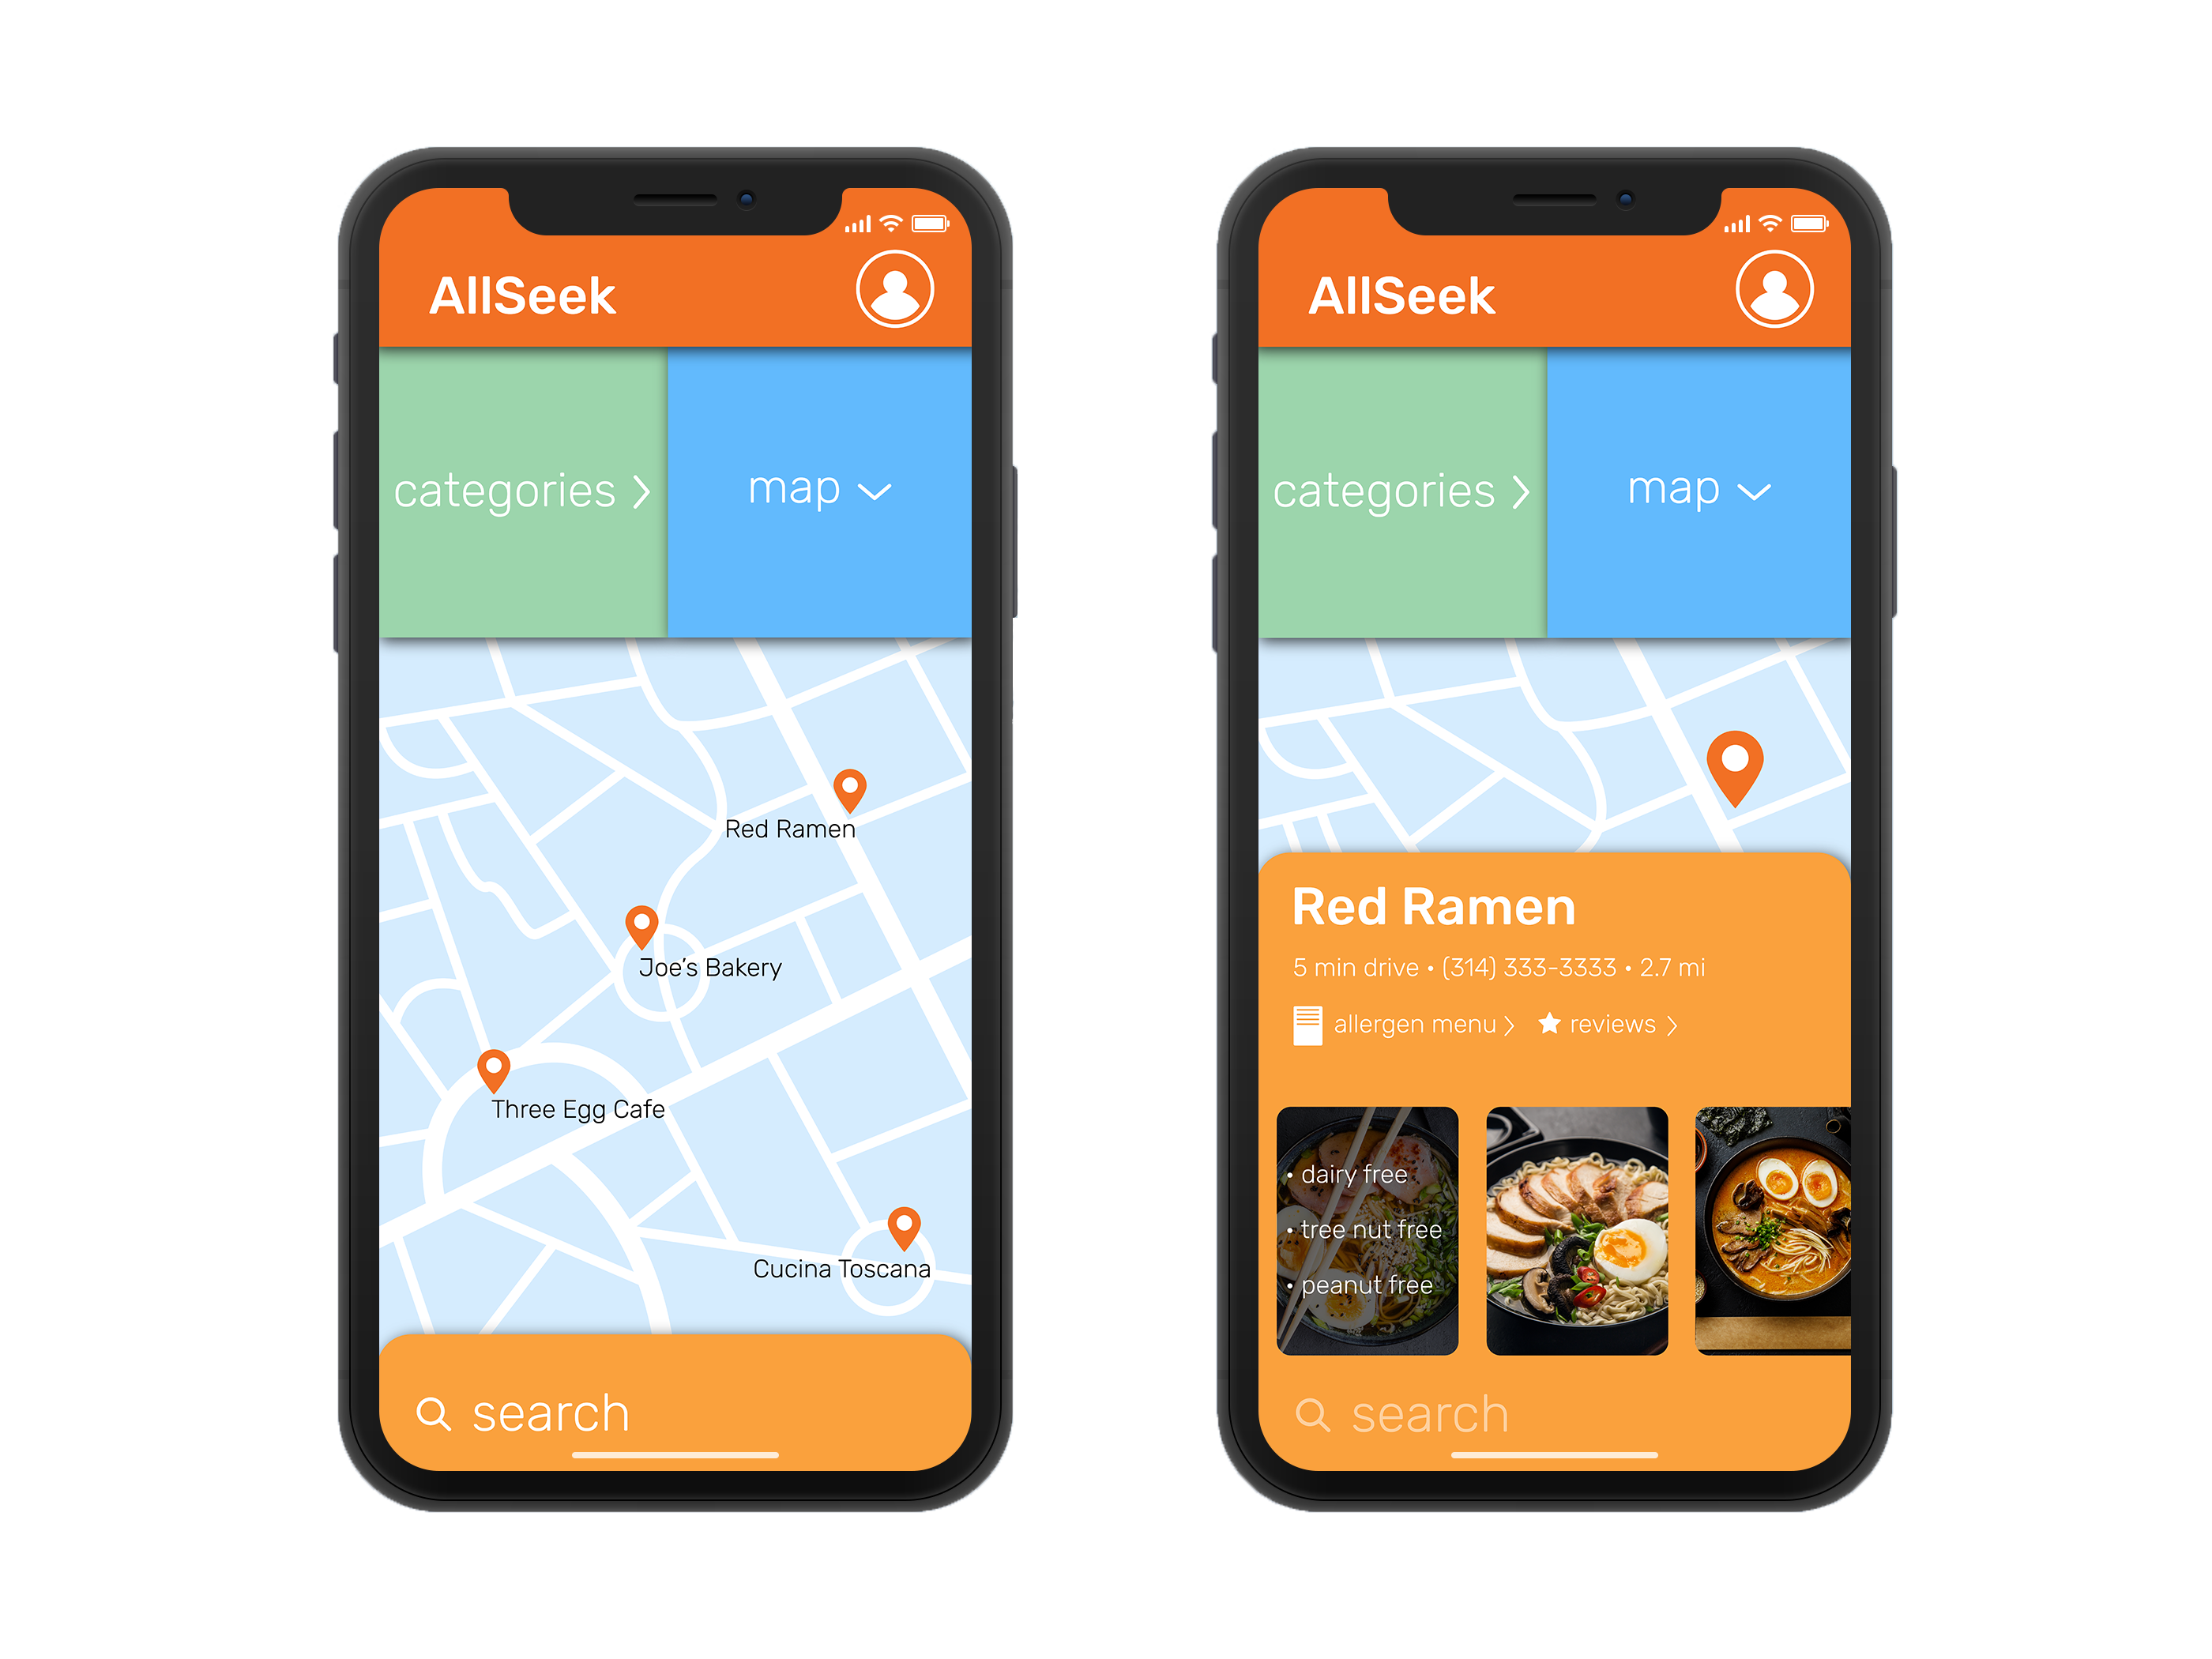 AllSeek
categories
map
Red Ramen
Joe's Bakery
Three Egg Cafe
Cucina Toscana
search
AllSeek
categories
map
Red Ramen
5 min drive • (314) 333-3333 • 2.7 mi
allergen menu
reviews
• dairy free
• tree nut free
• peanut free
search